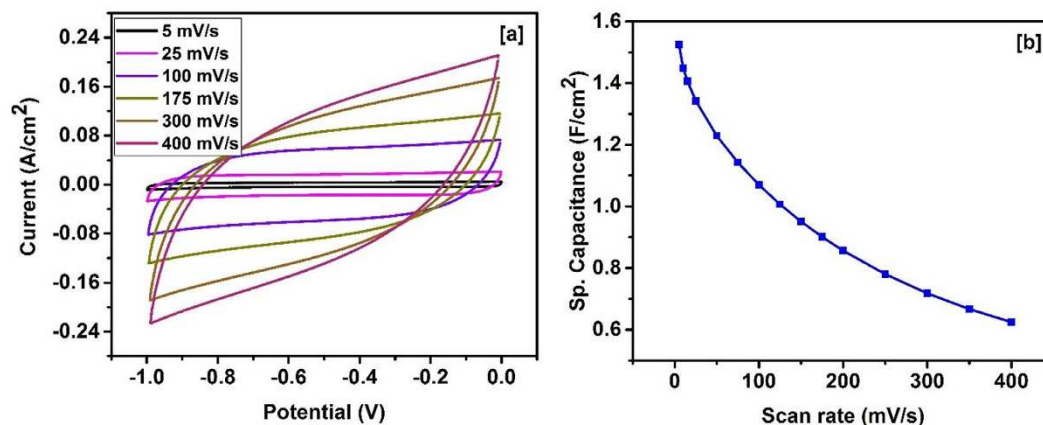 [a]
5 mV/s
25 mV/s
100 mV/s
175 mV/s
300 mV/s
400 mV/s
0.24
0.16
0.08
0.00
-0.08
-0.16
-0.24
Current (A/cm²)
-1.0 -0.8 -0.6 -0.4 -0.2 0.0
Potential (V)
[b]
1.6
1.4
1.2
1.0
0.8
0.6
Sp. Capacitance (F/cm²)
0 100 200 300 400
Scan rate (mV/s)